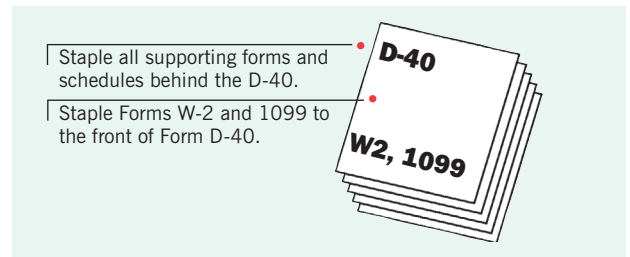 Staple all supporting forms and
schedules behind the D-40.
Staple Forms W-2 and 1099 to
the front of Form D-40.
D-40
W2, 1099